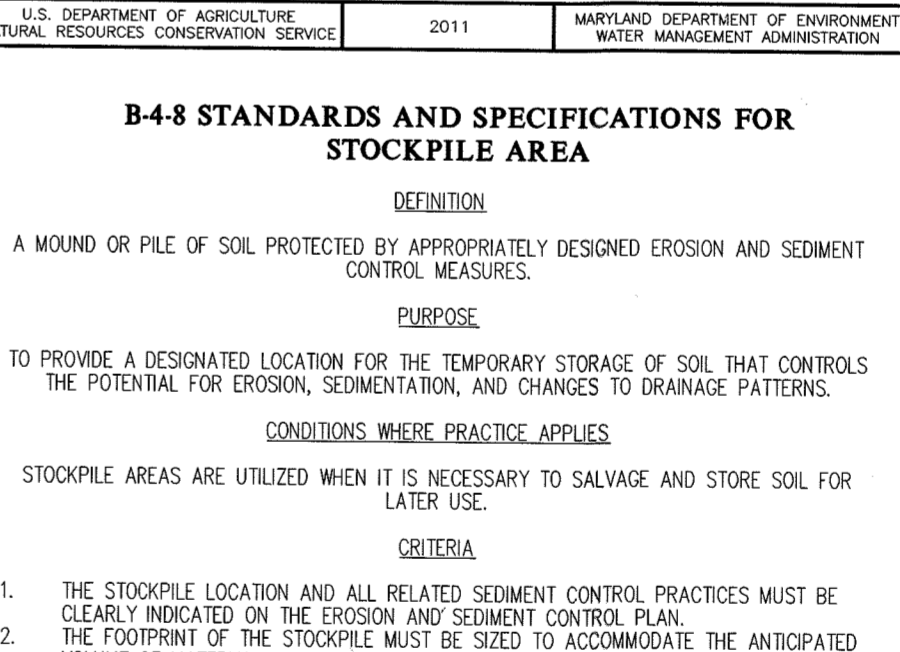 U.S. DEPARTMENT OF AGRICULTURE
TURAL RESOURCES CONSERVATION SERVICE
2011
MARYLAND DEPARTMENT OF ENVIRONMENT
WATER MANAGEMENT ADMINISTRATION
B-4-8 STANDARDS AND SPECIFICATIONS FOR
STOCKPILE AREA
DEFINITION
A MOUND OR PILE OF SOIL PROTECTED BY APPROPRIATELY DESIGNED EROSION AND SEDIMENT
CONTROL MEASURES.
PURPOSE
TO PROVIDE A DESIGNATED LOCATION FOR THE TEMPORARY STORAGE OF SOIL THAT CONTROLS
THE POTENTIAL FOR EROSION, SEDIMENTATION, AND CHANGES TO DRAINAGE PATTERNS.
CONDITIONS WHERE PRACTICE APPLIES
STOCKPILE AREAS ARE UTILIZED WHEN IT IS NECESSARY TO SALVAGE AND STORE SOIL FOR
LATER USE.
CRITERIA
1. THE STOCKPILE LOCATION AND ALL RELATED SEDIMENT CONTROL PRACTICES MUST BE
CLEARLY INDICATED ON THE EROSION AND SEDIMENT CONTROL PLAN.
2. THE FOOTPRINT OF THE STOCKPILE MUST BE SIZED TO ACCOMMODATE THE ANTICIPATED